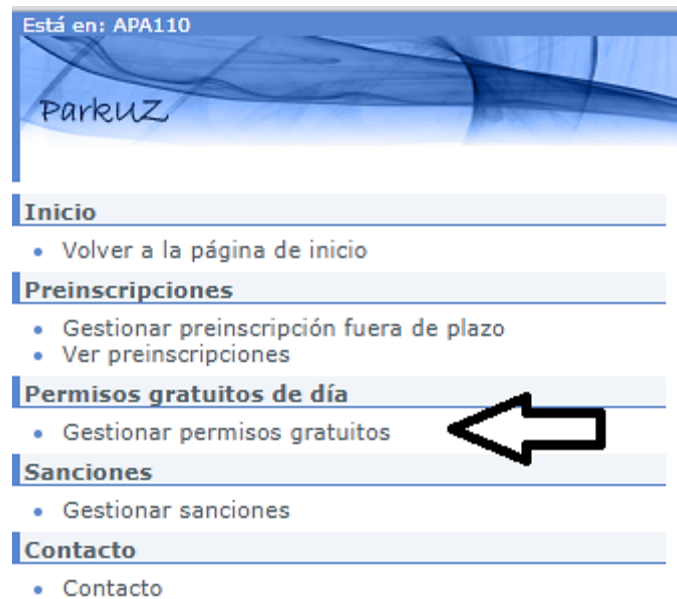 Está en: APA110
ParkUZ
Inicio
Volver a la página de inicio
Preinscripciones
Gestionar preinscripción fuera de plazo
Ver preinscripciones
Permisos gratuitos de día
Gestionar permisos gratuitos
Sanciones
Gestionar sanciones
Contacto
Contacto